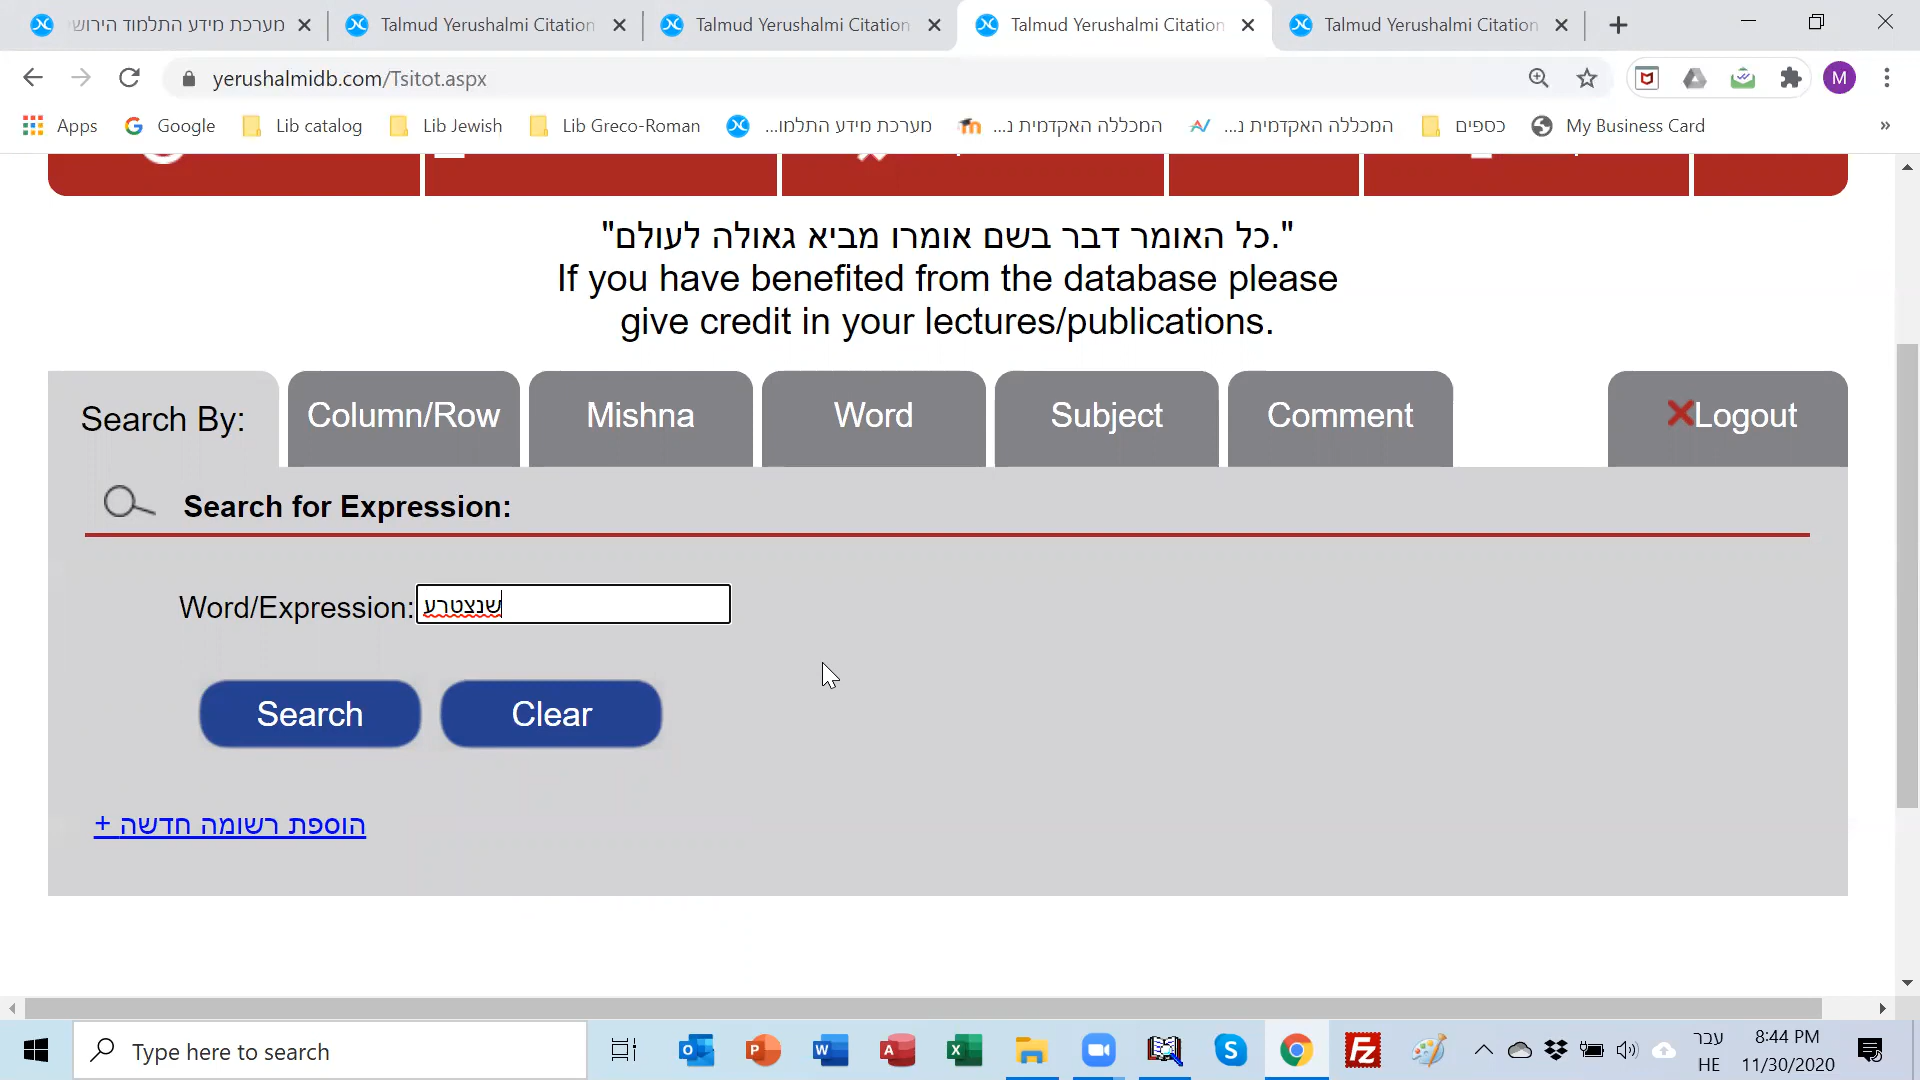 מערכת מידע התלמוד הירוש
Talmud Yerushalmi Citation
Talmud Yerushalmi Citation
Talmud Yerushalmi Citation
Talmud Yerushalmi Citation
yerushalmidb.com/Tsitot.aspx
M
Apps
Google
Lib catalog
Lib Jewish
Lib Greco-Roman
מערכת מידע התלמו...
המכללה האקדמית נ...
המכללה האקדמית נ...
כספים
My Business Card
"כל האומר דבר בשם אומרו מביא גאולה לעולם."
If you have benefited from the database please
give credit in your lectures/publications.
Search By:
Column/Row
Mishna
Word
Subject
Comment
Logout
Search for Expression:
Word/Expression:
שנצטרע
Search
Clear
הוספת רשומה חדשה +
Type here to search
עבר
HE
8:44 PM
11/30/2020